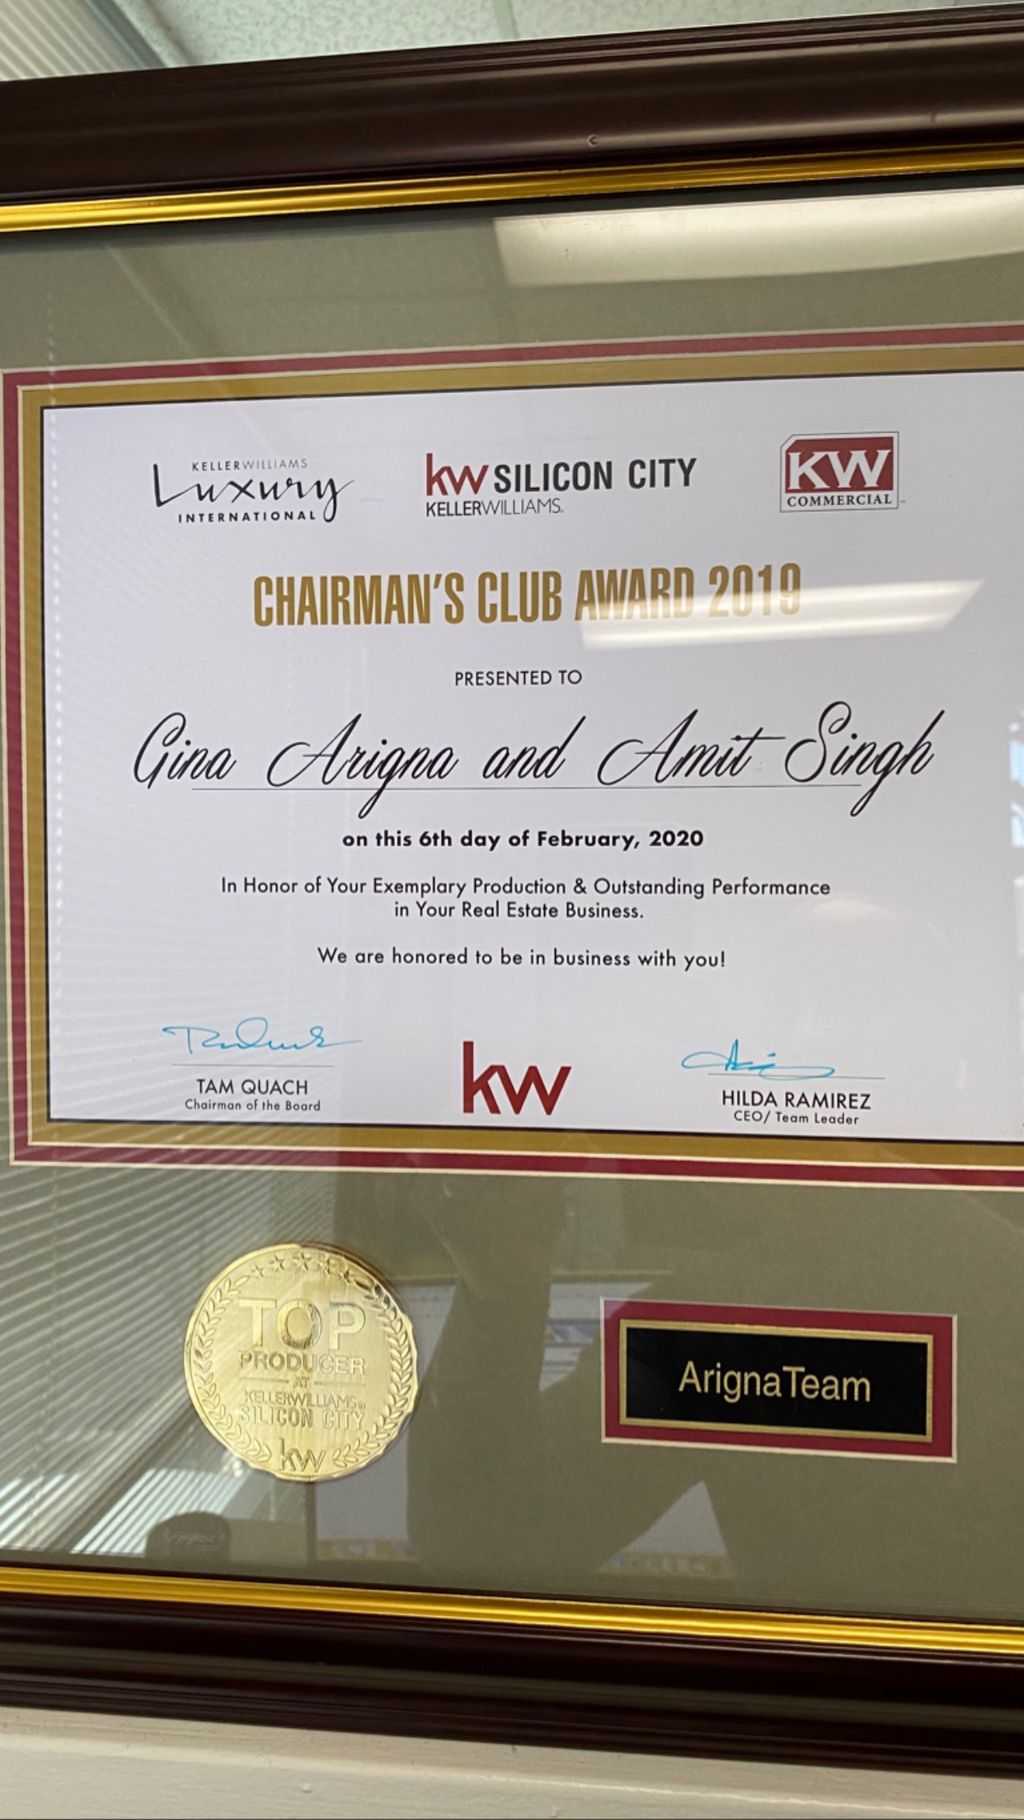 KELLERWILLIAMS
Luxury
INTERNATIONAL
kw SILICON CITY
KELLERWILLIAMS.
KW
COMMERCIAL
CHAIRMAN'S CLUB AWARD 2019
PRESENTED TO
Gina Arigna and Amit Singh
on this 6th day of February, 2020
In Honor of Your Exemplary Production & Outstanding Performance
in Your Real Estate Business.
We are honored to be in business with you!
TAM QUACH
Chairman of the Board
kw
HILDA RAMIREZ
CEO/ Team Leader
TOP
PRODUCER
AT
KELLERWILLIAMS.
SILICON CITY
kw
ArignaTeam